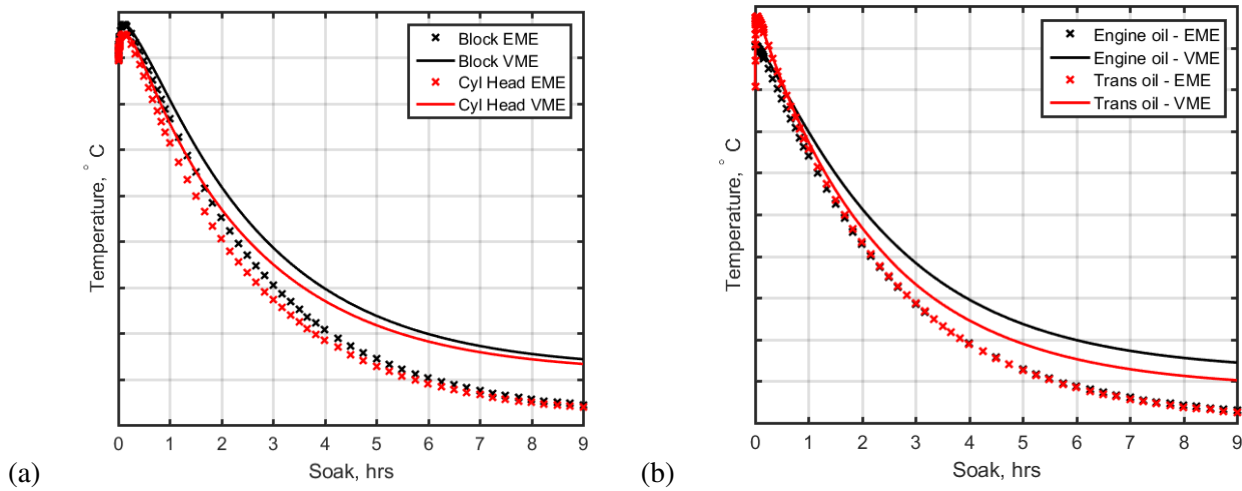 Temperature, ° C
Block EME
Block VME
Cyl Head EME
Cyl Head VME
0 1 2 3 4 5 6 7 8 9
Soak, hrs
(a)
Temperature, ° C
Engine oil - EME
Engine oil - VME
Trans oil - EME
Trans oil - VME
0 1 2 3 4 5 6 7 8 9
Soak, hrs
(b)